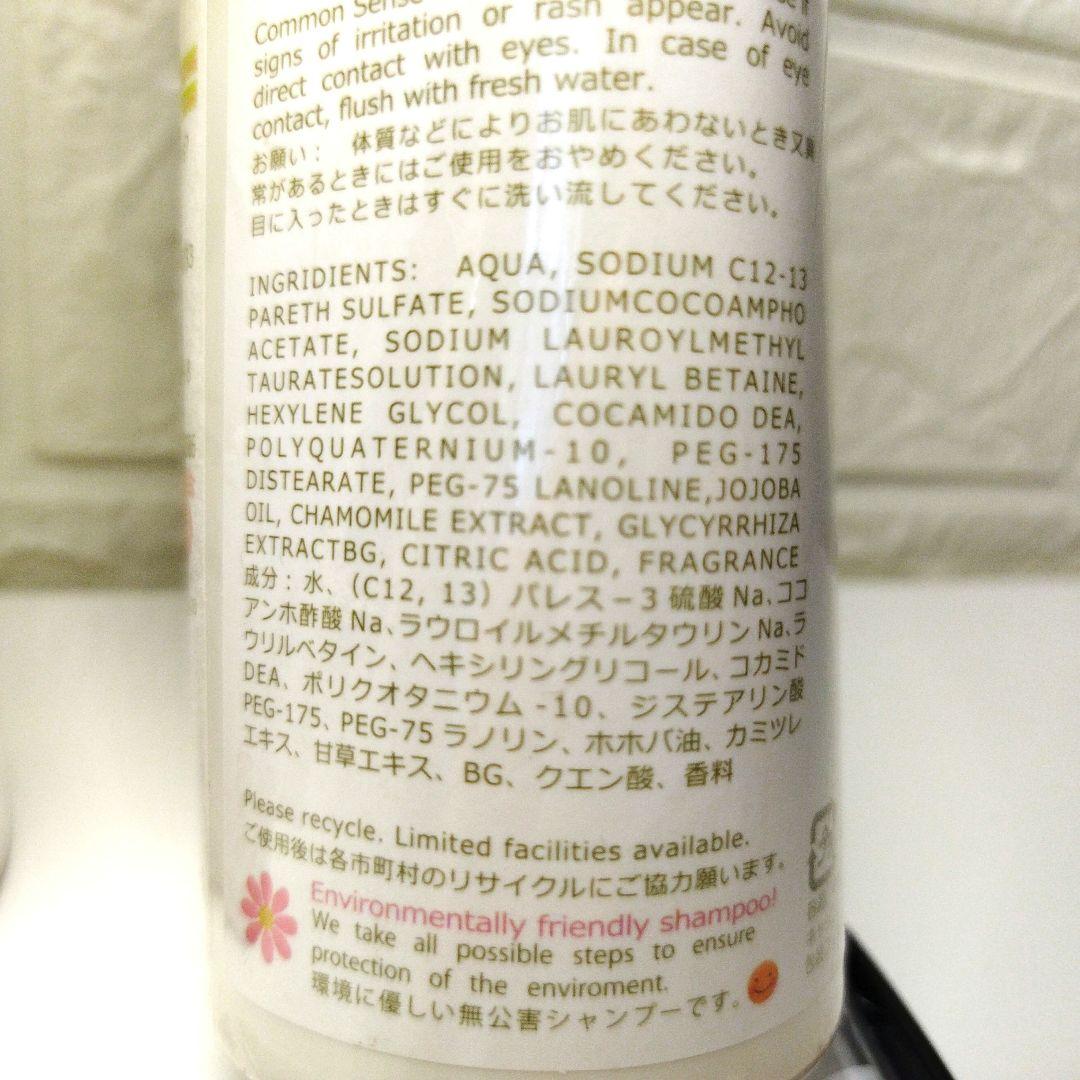 Common Sense
signs of irritation or rash appear. Avoid
direct contact with eyes. In case of eye
contact, flush with fresh water.
お願い： 体質などによりお肌にあわないとき又異
常があるときにはご使用をおやめください。
目に入ったときはすぐに洗い流してください。
INGRIDIENTS: AQUA, SODIUM C12-13
PARETH SULFATE, SODIUMCOCOAMPHO
ACETATE, SODIUM LAUROYLMETHYL
TAURATESOLUTION, LAURYL BETAINE,
HEXYLENE GLYCOL, COCAMIDO DEA,
POLYQUATERNIUM-10, PEG-175
DISTEARATE, PEG-75 LANOLINE,JOJOBA
OIL, CHAMOMILE EXTRACT, GLYCYRRHIZA
EXTRACTBG, CITRIC ACID, FRAGRANCE
成分：水、(C12, 13) パレス－3 硫酸 Na、ココ
アンホ酢酸 Na、ラウロイルメチルタウリン Na、ラ
ウリルベタイン、ヘキシリングリコール、コカミド
DEA、ポリクオタニウム -10、ジステアリン酸
PEG-175、PEG-75 ラノリン、ホホバ油、カミツレ
エキス、甘草エキス、BG、クエン酸、香料
Please recycle. Limited facilities available.
ご使用後は各市町村のリサイクルにご協力願います。
Environmentally friendly shampoo!
We take all possible steps to ensure
protection of the enviroment.
環境に優しい無公害シャンプーです。